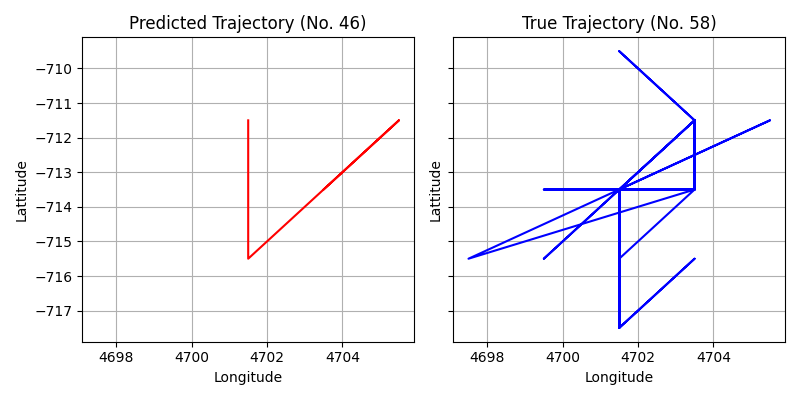 Predicted Trajectory (No. 46)
True Trajectory (No. 58)
−710
−711
−712
−713
−714
−715
−716
−717
Lattitude
Lattitude
4698 4700 4702 4704
4698 4700 4702 4704
Longitude
Longitude